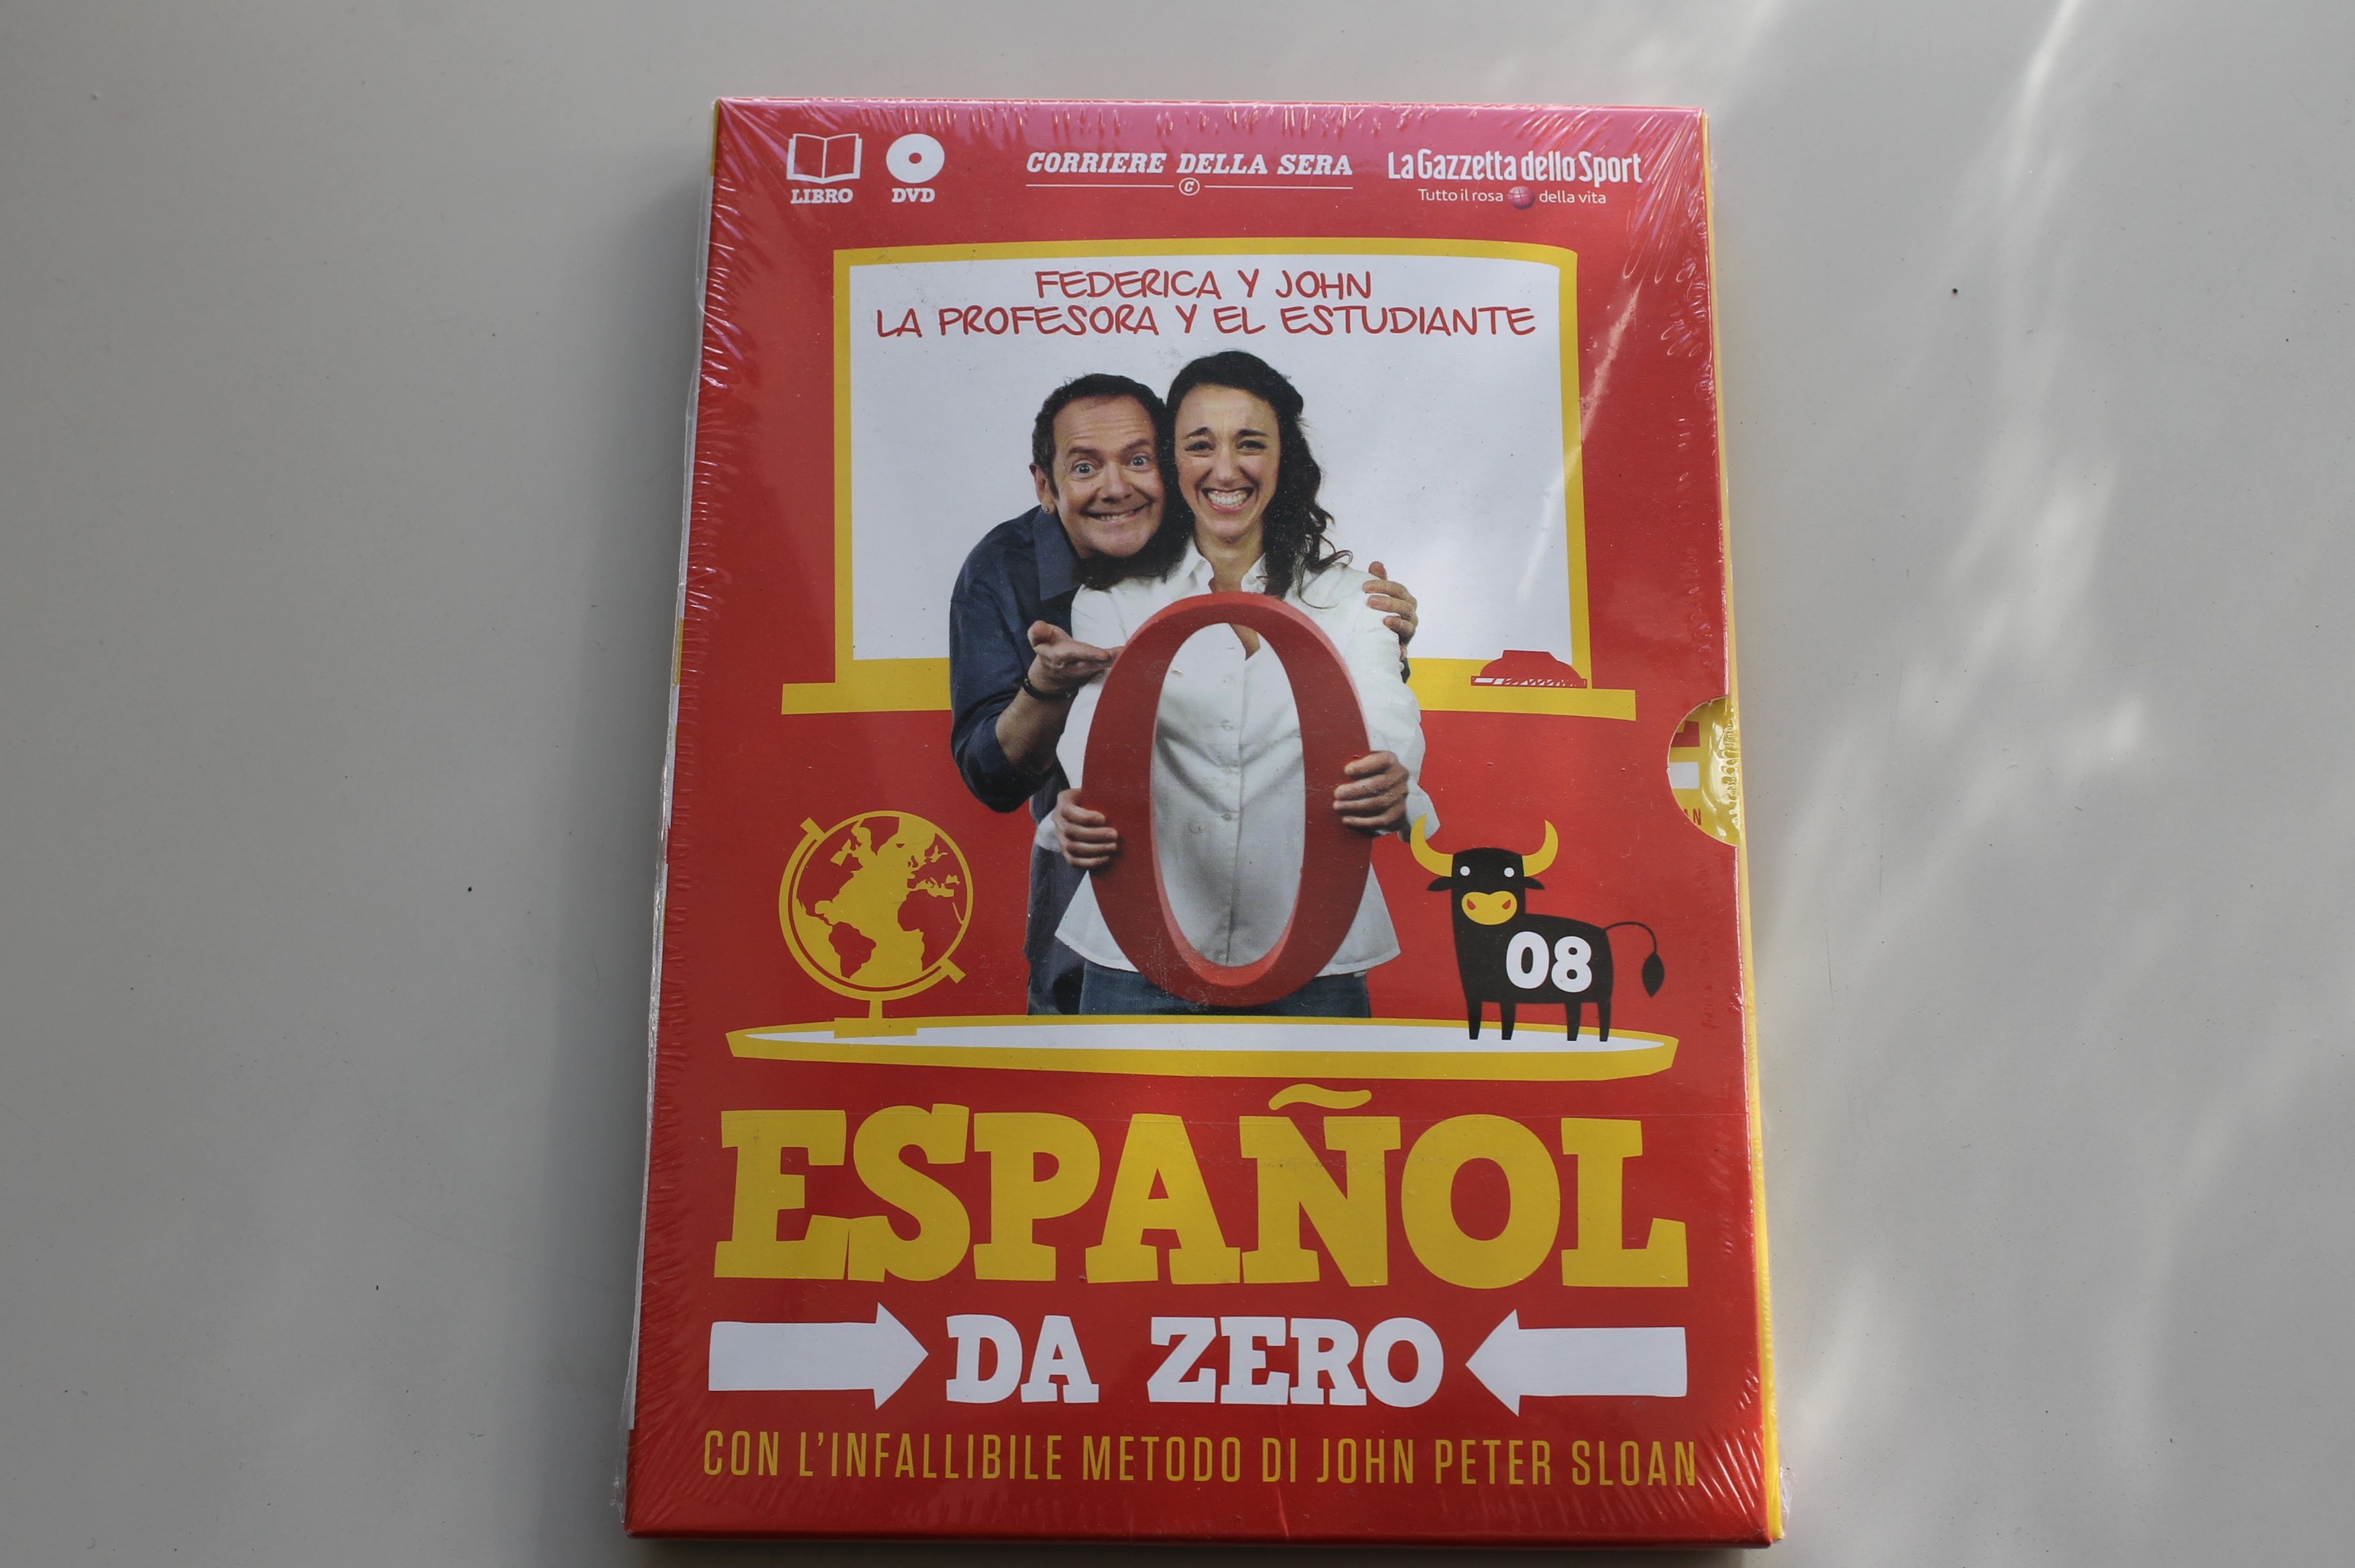 LIBRO
DVD
CORRIERE DELLA SERA
C
La Gazzetta dello Sport
Tutto il rosa della vita
FEDERICA Y JOHN
LA PROFESORA Y EL ESTUDIANTE
0
08
ESPAÑOL
DA ZERO
CON L'INFALLIBILE METODO DI JOHN PETER SLOAN